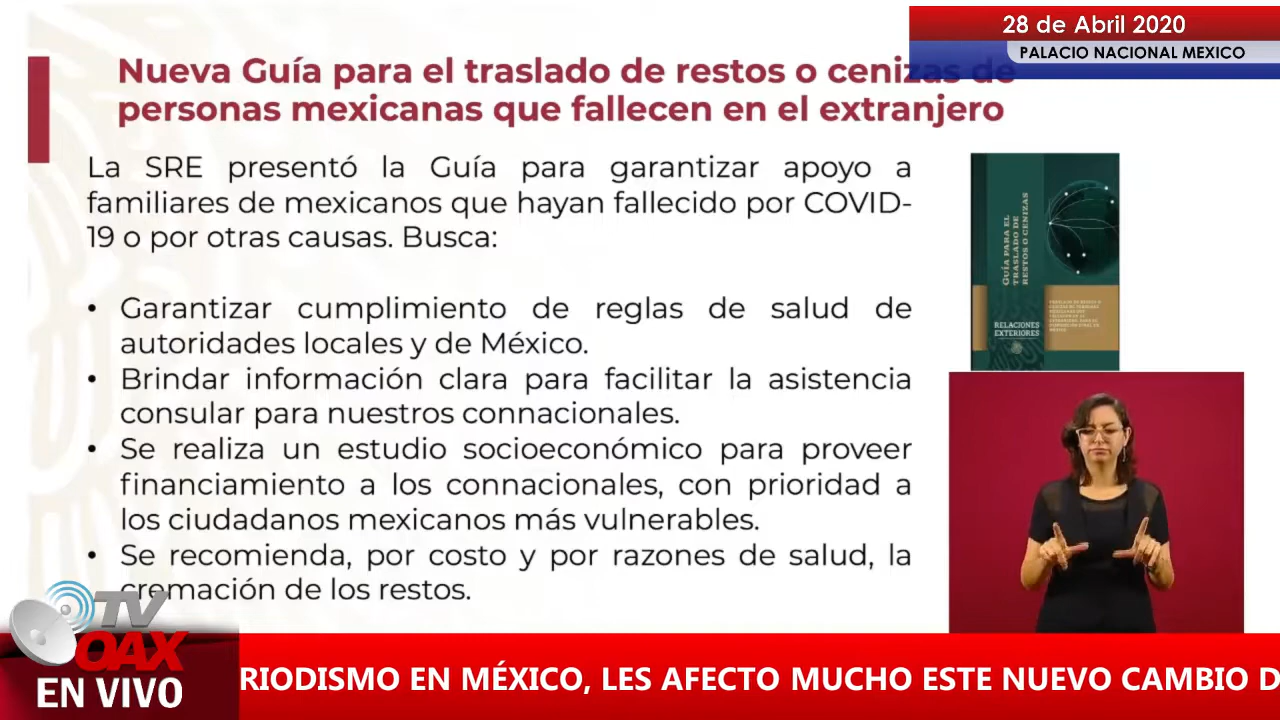 28 de Abril 2020
PALACIO NACIONAL MEXICO
Nueva Guía para el traslado de restos o cenizas de
personas mexicanas que fallecen en el extranjero
La SRE presentó la Guía para garantizar apoyo a
familiares de mexicanos que hayan fallecido por COVID-
19 o por otras causas. Busca:
• Garantizar cumplimiento de reglas de salud de
autoridades locales y de México.
• Brindar información clara para facilitar la asistencia
consular para nuestros connacionales.
• Se realiza un estudio socioeconómico para proveer
financiamiento a los connacionales, con prioridad a
los ciudadanos mexicanos más vulnerables.
• Se recomienda, por costo y por razones de salud, la
cremación de los restos.
GUÍA PARA EL
TRASLADO DE
RESTOS O CENIZAS
RELACIONES
EXTERIORES
TV
OAX
EN VIVO
RIODISMO EN MÉXICO, LES AFECTO MUCHO ESTE NUEVO CAMBIO D